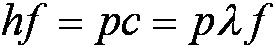 hf = pc = pλf